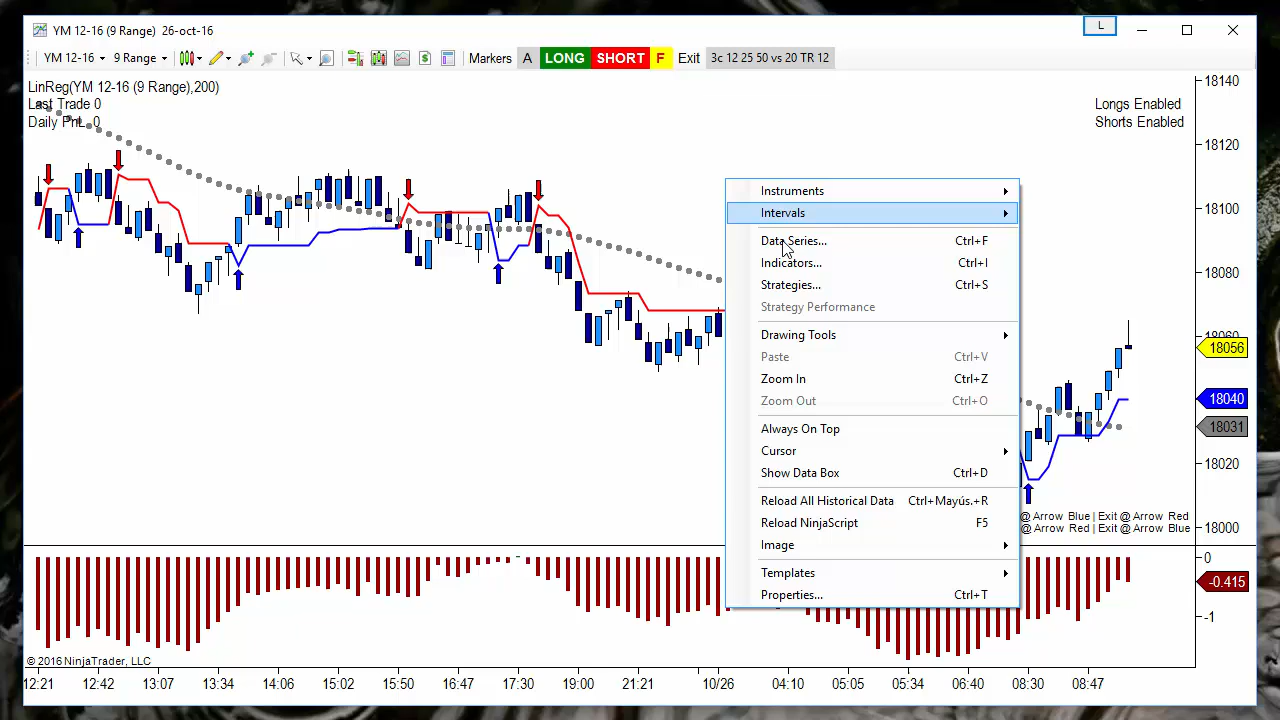 YM 12-16 (9 Range) 26-oct-16
L
YM 12-16 9 Range Markers A LONG SHORT F Exit 3c 12 25 50 vs 20 TR 12
LinReg(YM 12-16 (9 Range),200)
Last Trade 0
Daily PnL 0
Longs Enabled
Shorts Enabled
18140
18120
18100
18080
18060
18056
18040
18031
18020
18000
Instruments
Intervals
Data Series... Ctrl+F
Indicators... Ctrl+I
Strategies... Ctrl+S
Strategy Performance
Drawing Tools
Paste Ctrl+V
Zoom In Ctrl+Z
Zoom Out Ctrl+O
Always On Top
Cursor
Show Data Box Ctrl+D
Reload All Historical Data Ctrl+Mayús.+R
Reload NinjaScript F5
Image
Templates
Properties... Ctrl+T
@ Arrow Blue | Exit @ Arrow Red
@ Arrow Red | Exit @ Arrow Blue
0
-0.415
-1
© 2016 NinjaTrader, LLC
12:21 12:42 13:07 13:34 14:06 15:02 15:50 16:47 17:30 19:00 21:21 10/26 04:10 05:05 05:34 06:40 08:30 08:47